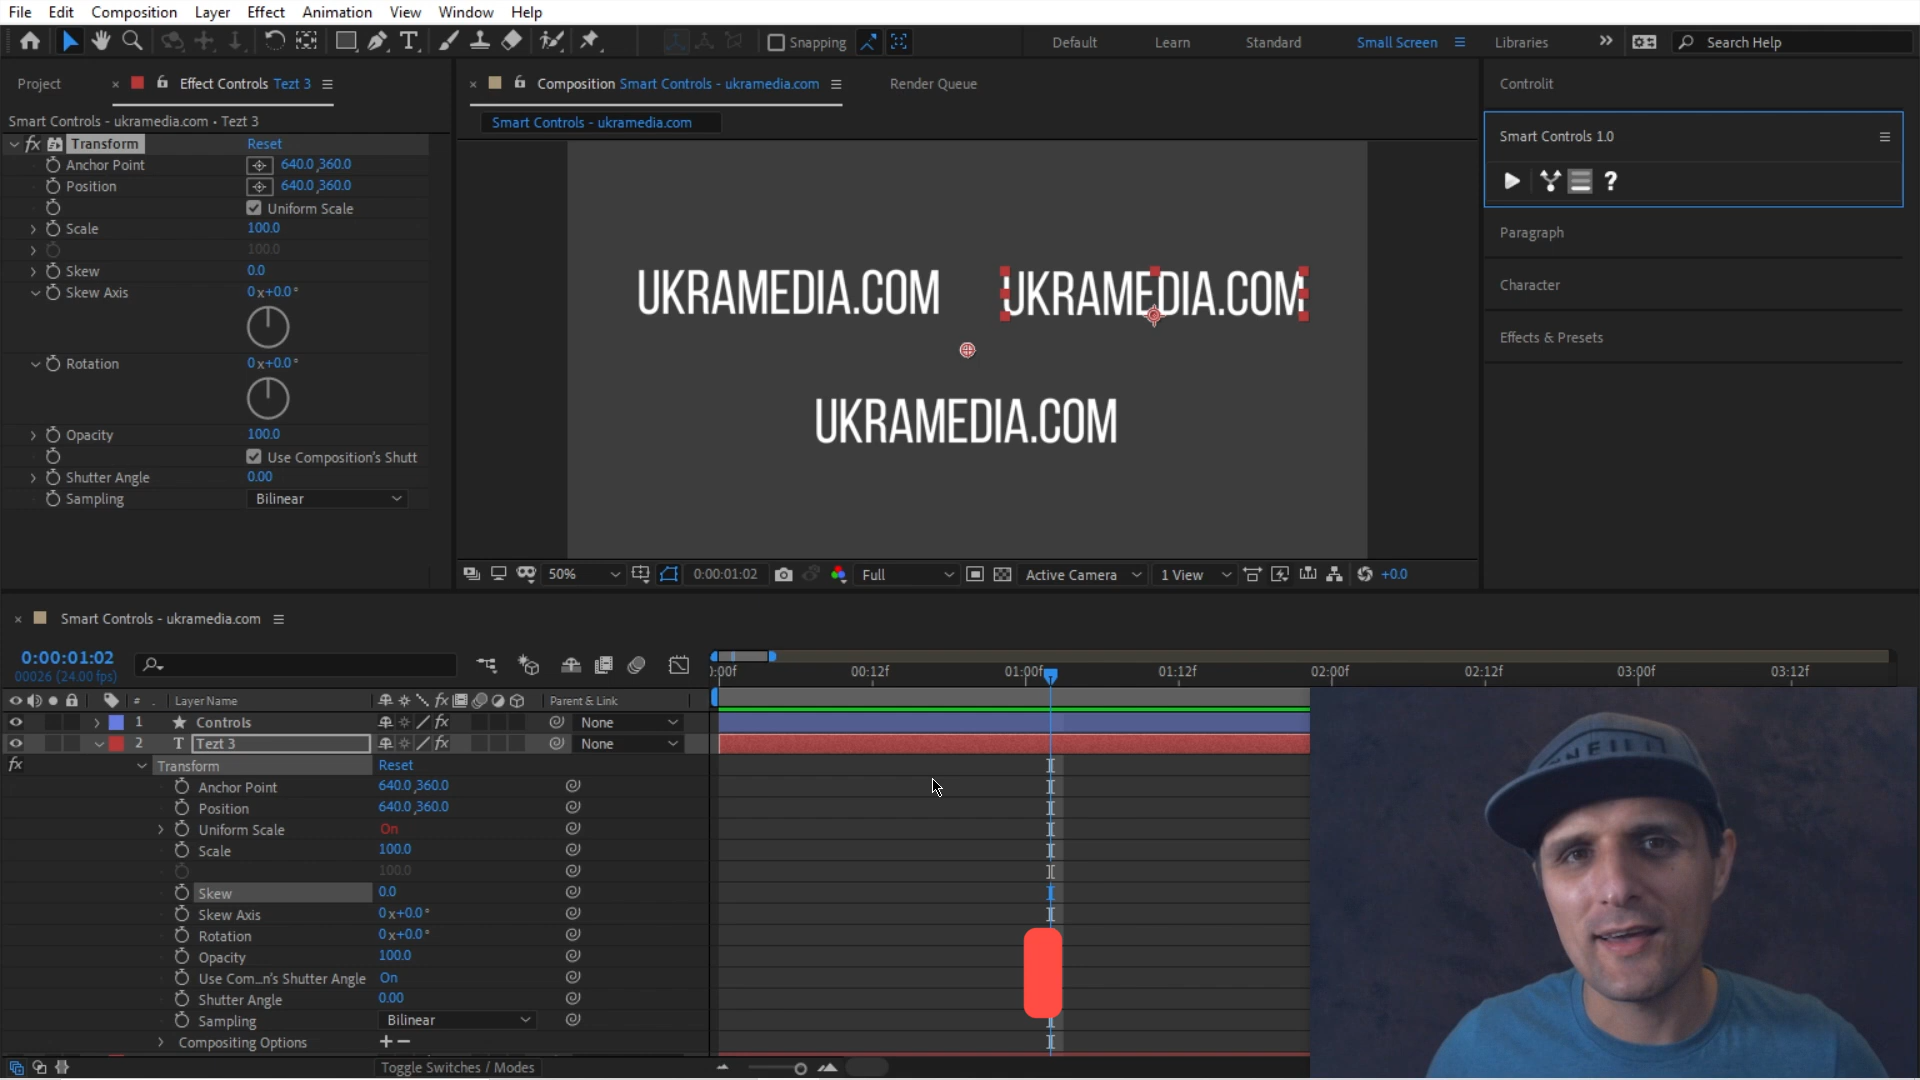 File Edit Composition Layer Effect Animation View Window Help
Snapping Default Learn Standard Small Screen Libraries Search Help
Project Effect Controls Tezt 3 Composition Smart Controls - ukramedia.com Render Queue Controlit
Smart Controls - ukramedia.com • Tezt 3
Smart Controls - ukramedia.com
fx Transform Reset
Anchor Point 640.0,360.0
Position 640.0,360.0
Uniform Scale
Scale 100.0
100.0
Skew 0.0
Skew Axis 0x+0.0°
Rotation 0x+0.0°
Opacity 100.0
Use Composition's Shutt
Shutter Angle 0.00
Sampling Bilinear
UKRAMEDIA.COM UKRAMEDIA.COM
UKRAMEDIA.COM
50% 0:00:01:02 Full Active Camera 1 View +0.0
Smart Controls 1.0
?
Paragraph
Character
Effects & Presets
Smart Controls - ukramedia.com
0:00:01:02
00026 (24.00 fps)
:00f 00:12f 01:00f 01:12f 02:00f 02:12f 03:00f 03:12f
# Layer Name fx Parent & Link
1 Controls fx None
2 T Tezt 3 fx None
fx Transform Reset
Anchor Point 640.0,360.0
Position 640.0,360.0
Uniform Scale On
Scale 100.0
100.0
Skew 0.0
Skew Axis 0x+0.0°
Rotation 0x+0.0°
Opacity 100.0
Use Com...n's Shutter Angle On
Shutter Angle 0.00
Sampling Bilinear
Compositing Options + −
Toggle Switches / Modes